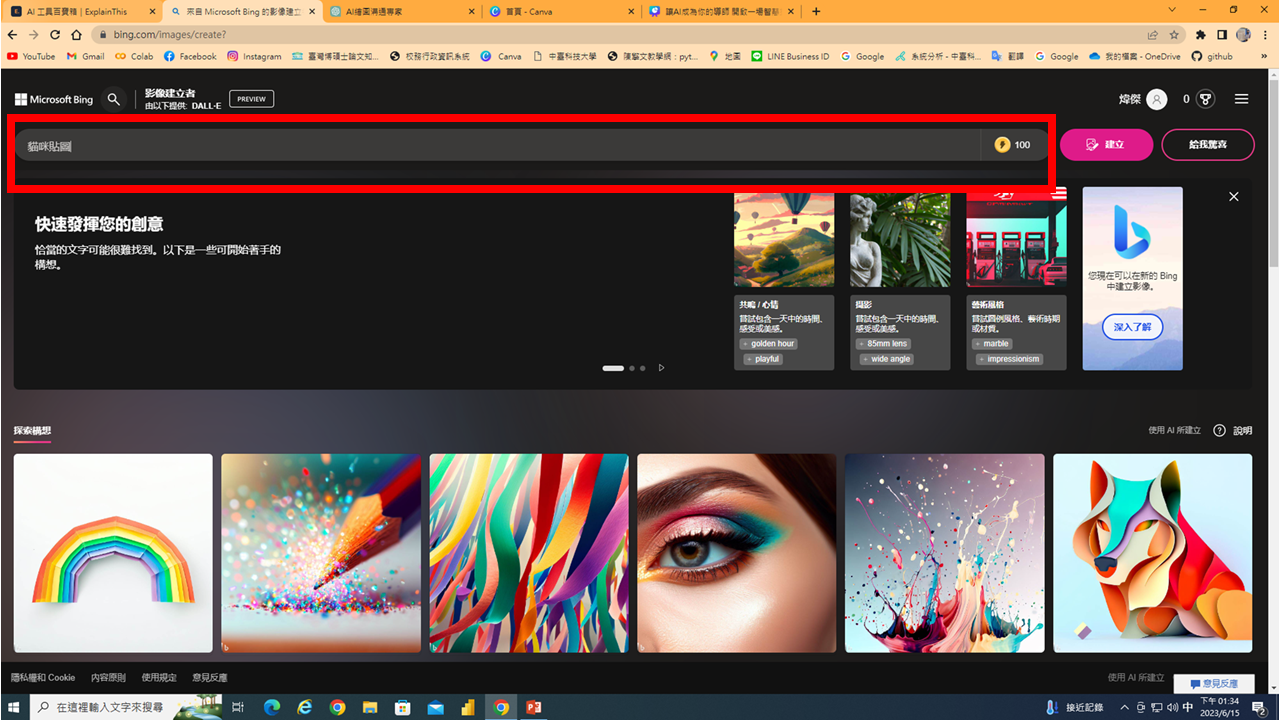 AI 工具百寶箱 | ExplainThis
來自 Microsoft Bing 的影像建立
AI繪圖溝通專家
首頁 - Canva
讓AI成為你的導師 開啟一場智慧
bing.com/images/create?
YouTube
Gmail
Colab
Facebook
Instagram
臺灣博碩士論文知...
校務行政資訊系統
Canva
中臺科技大學
陳擎文教學網：pyt...
地圖
LINE Business ID
Google
系統分析 - 中臺科...
翻譯
Google
我的檔案 - OneDrive
github
»
Microsoft Bing
影像建立者
由以下提供: DALL-E
PREVIEW
煒傑
0
貓咪貼圖
100
建立
給我驚喜
快速發揮您的創意
恰當的文字可能很難找到。以下是一些可開始著手的
構想。
共鳴 / 心情
嘗試包含一天中的時間、
感受或美感。
+ golden hour
+ playful
攝影
嘗試包含一天中的時間、
感受或美感。
+ 85mm lens
+ wide angle
藝術風格
嘗試圖例風格、藝術時期
或材質。
+ marble
+ impressionism
您現在可以在新的 Bing
中建立影像。
深入了解
探索構想
使用 AI 所建立
說明
隱私權和 Cookie
內容原則
使用規定
意見反應
使用 AI 所建立
意見反應
在這裡輸入文字來搜尋
接近記錄
中
下午 01:34
2023/6/15
2